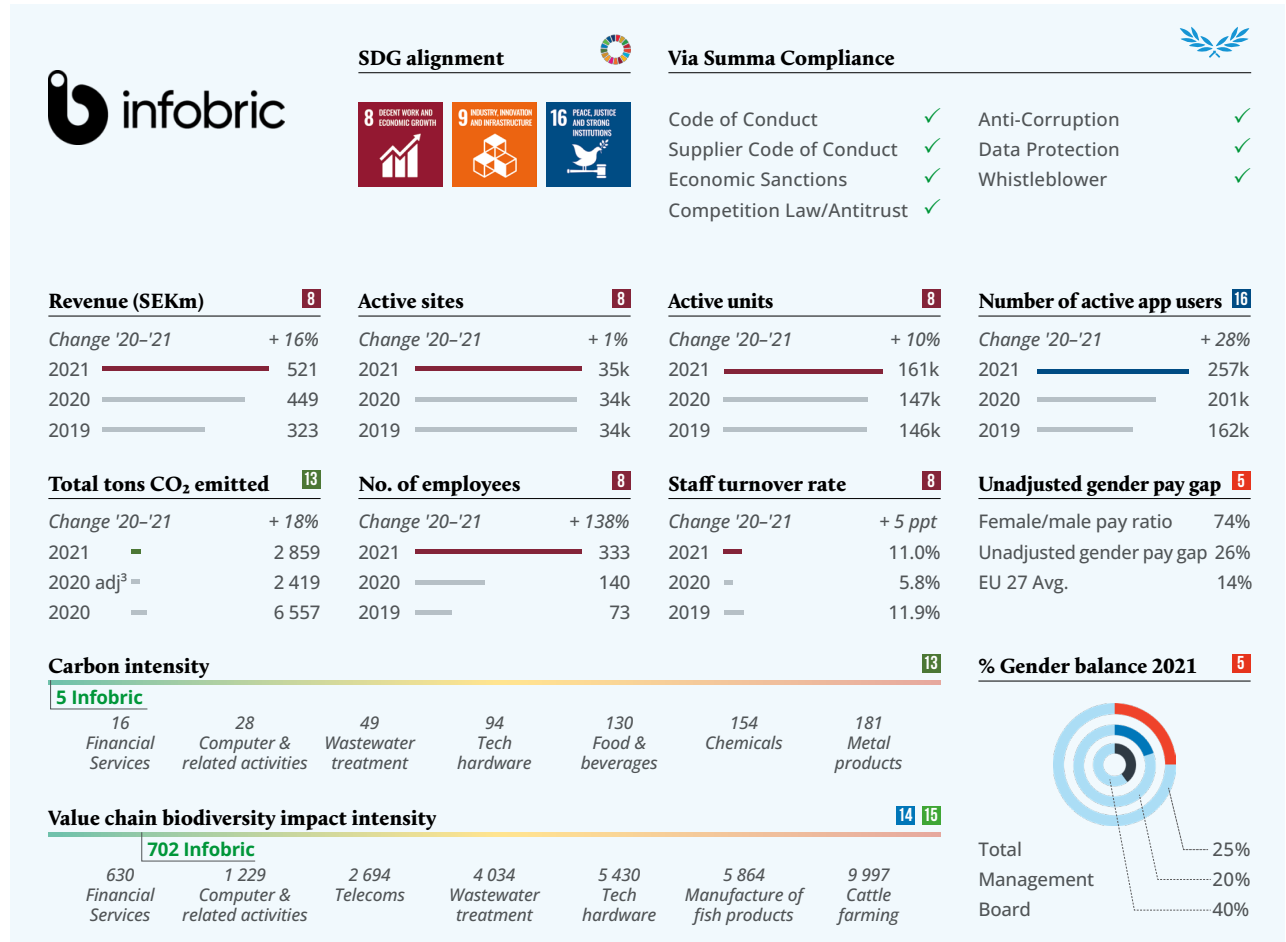 infobric
SDG alignment
8 DECENT WORK AND
ECONOMIC GROWTH
9 INDUSTRY, INNOVATION
AND INFRASTRUCTURE
16 PEACE, JUSTICE
AND STRONG
INSTITUTIONS
Via Summa Compliance
Code of Conduct ✓
Supplier Code of Conduct ✓
Economic Sanctions ✓
Competition Law/Antitrust ✓
Anti-Corruption ✓
Data Protection ✓
Whistleblower ✓
Revenue (SEKm) 8
Change '20–'21 + 16%
2021 521
2020 449
2019 323
Active sites 8
Change '20–'21 + 1%
2021 35k
2020 34k
2019 34k
Active units 8
Change '20–'21 + 10%
2021 161k
2020 147k
2019 146k
Number of active app users 16
Change '20–'21 + 28%
2021 257k
2020 201k
2019 162k
Total tons CO₂ emitted 13
Change '20–'21 + 18%
2021 2 859
2020 adj³ 2 419
2020 6 557
No. of employees 8
Change '20–'21 + 138%
2021 333
2020 140
2019 73
Staff turnover rate 8
Change '20–'21 + 5 ppt
2021 11.0%
2020 5.8%
2019 11.9%
Unadjusted gender pay gap 5
Female/male pay ratio 74%
Unadjusted gender pay gap 26%
EU 27 Avg. 14%
Carbon intensity 13
5 Infobric
16 28 49 94 130 154 181
Financial Computer & Wastewater Tech Food & Chemicals Metal
Services related activities treatment hardware beverages products
Value chain biodiversity impact intensity 14 15
702 Infobric
630 1 229 2 694 4 034 5 430 5 864 9 997
Financial Computer & Telecoms Wastewater Tech Manufacture of Cattle
Services related activities treatment hardware fish products farming
% Gender balance 2021 5
Total 25%
Management 20%
Board 40%